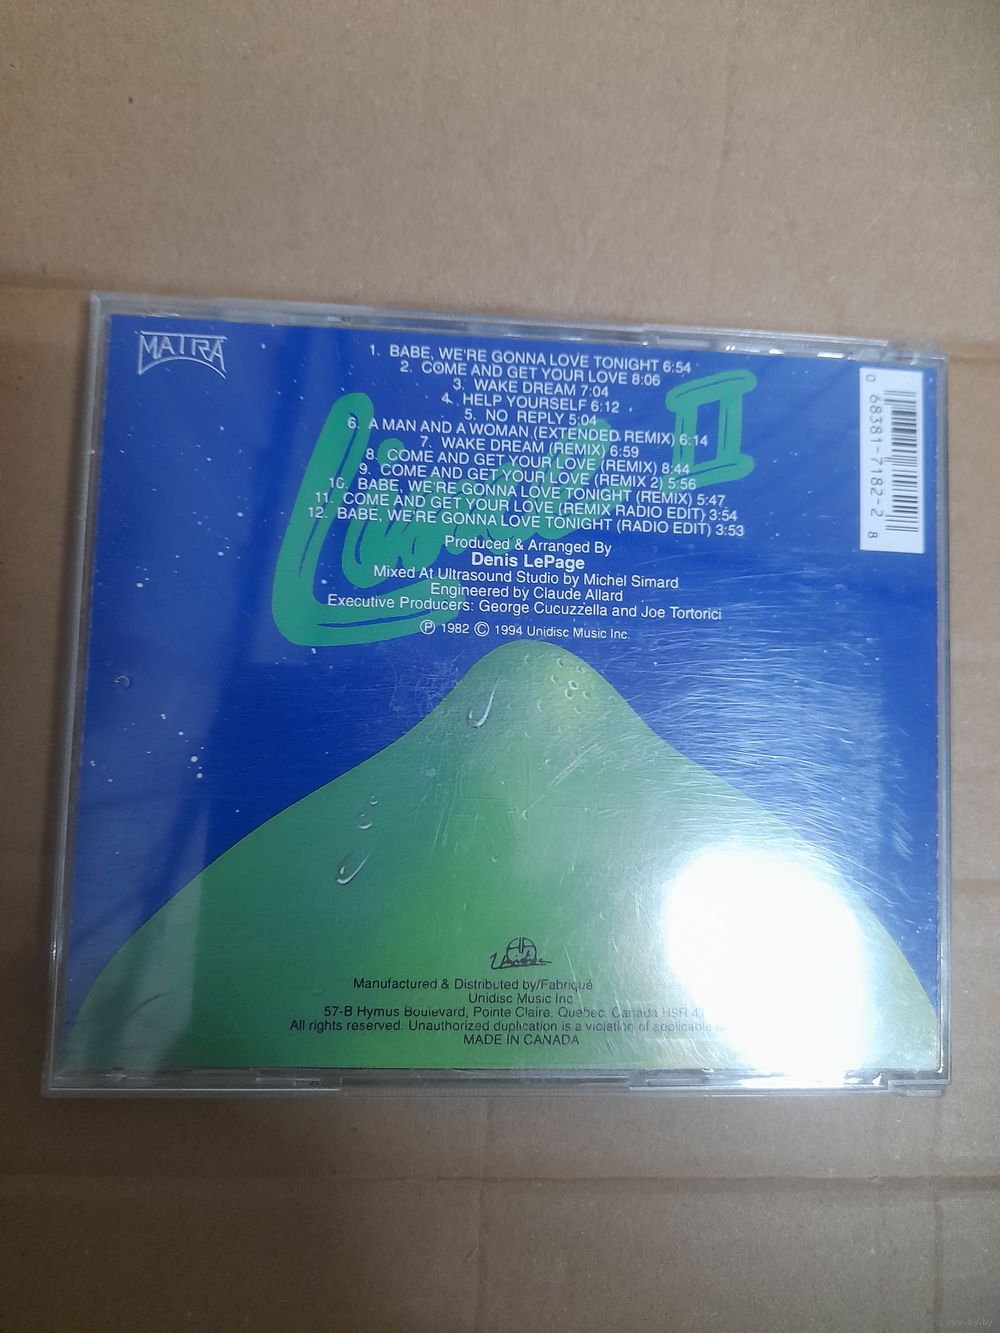 MATRA
1. BABE, WE'RE GONNA LOVE TONIGHT 6:54
2. COME AND GET YOUR LOVE 8:06
3. WAKE DREAM 7:04
4. HELP YOURSELF 6:12
5. NO REPLY 5:04
6. A MAN AND A WOMAN (EXTENDED REMIX) 6:14
7. WAKE DREAM (REMIX) 6:59
8. COME AND GET YOUR LOVE (REMIX) 8:44
9. COME AND GET YOUR LOVE (REMIX 2) 5:56
10. BABE, WE'RE GONNA LOVE TONIGHT (REMIX) 5:47
11. COME AND GET YOUR LOVE (REMIX RADIO EDIT) 3:54
12. BABE, WE'RE GONNA LOVE TONIGHT (RADIO EDIT) 3:53
II
0 68381-7182-2 8
Produced & Arranged By
Denis LePage
Mixed At Ultrasound Studio by Michel Simard
Engineered by Claude Allard
Executive Producers: George Cucuzzella and Joe Tortorici
Ⓟ 1982 © 1994 Unidisc Music Inc.
Unidisc
Manufactured & Distributed by/Fabriqué
Unidisc Music Inc
57-B Hymus Boulevard, Pointe Claire, Quebec, Canada H9R
All rights reserved. Unauthorized duplication is a violation of applicable
MADE IN CANADA
www.ay.by